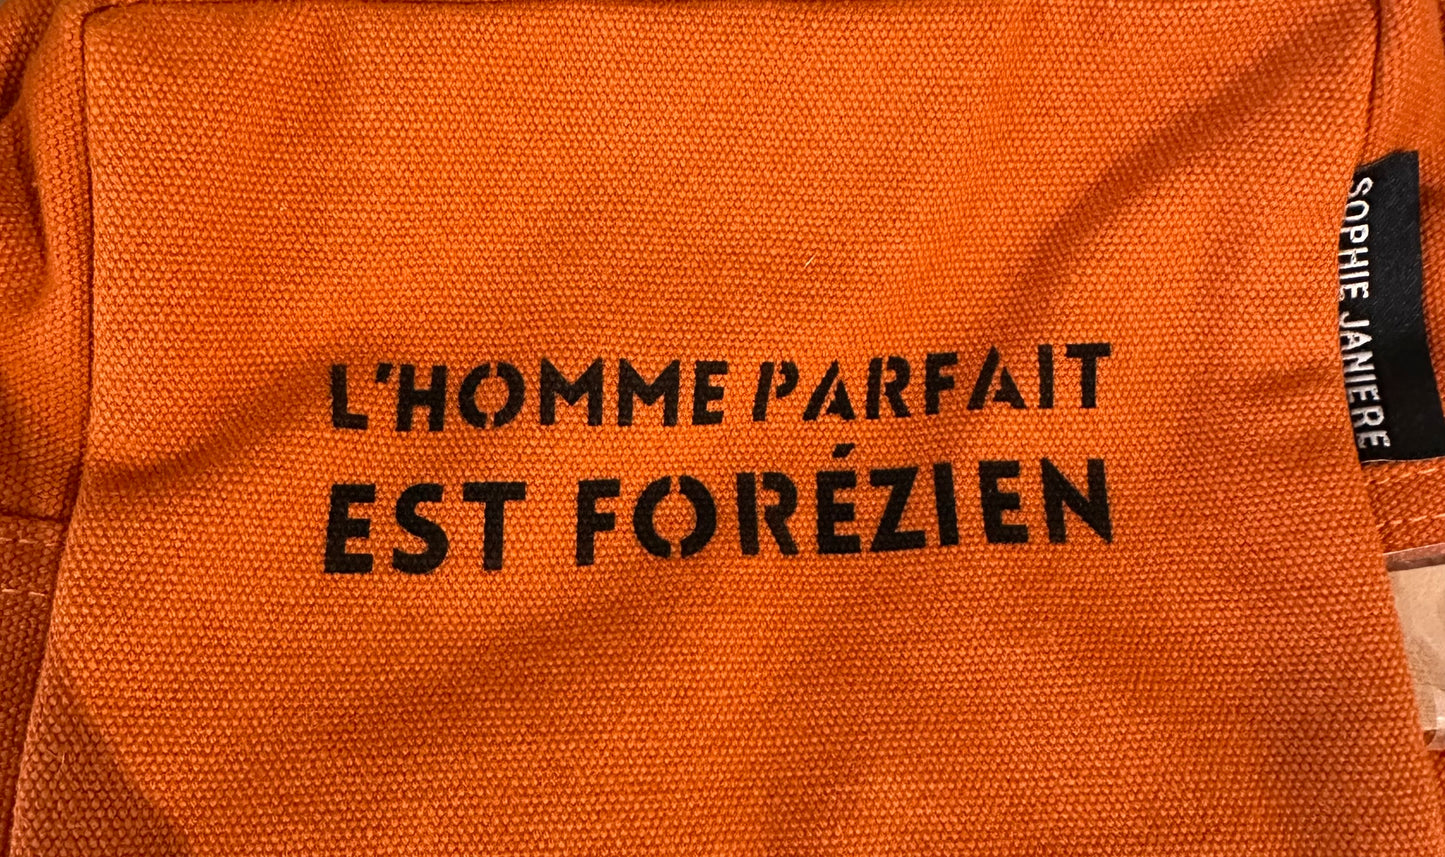 L'HOMME PARFAIT
EST FORÉZIEN
SOPHIE JANIERE